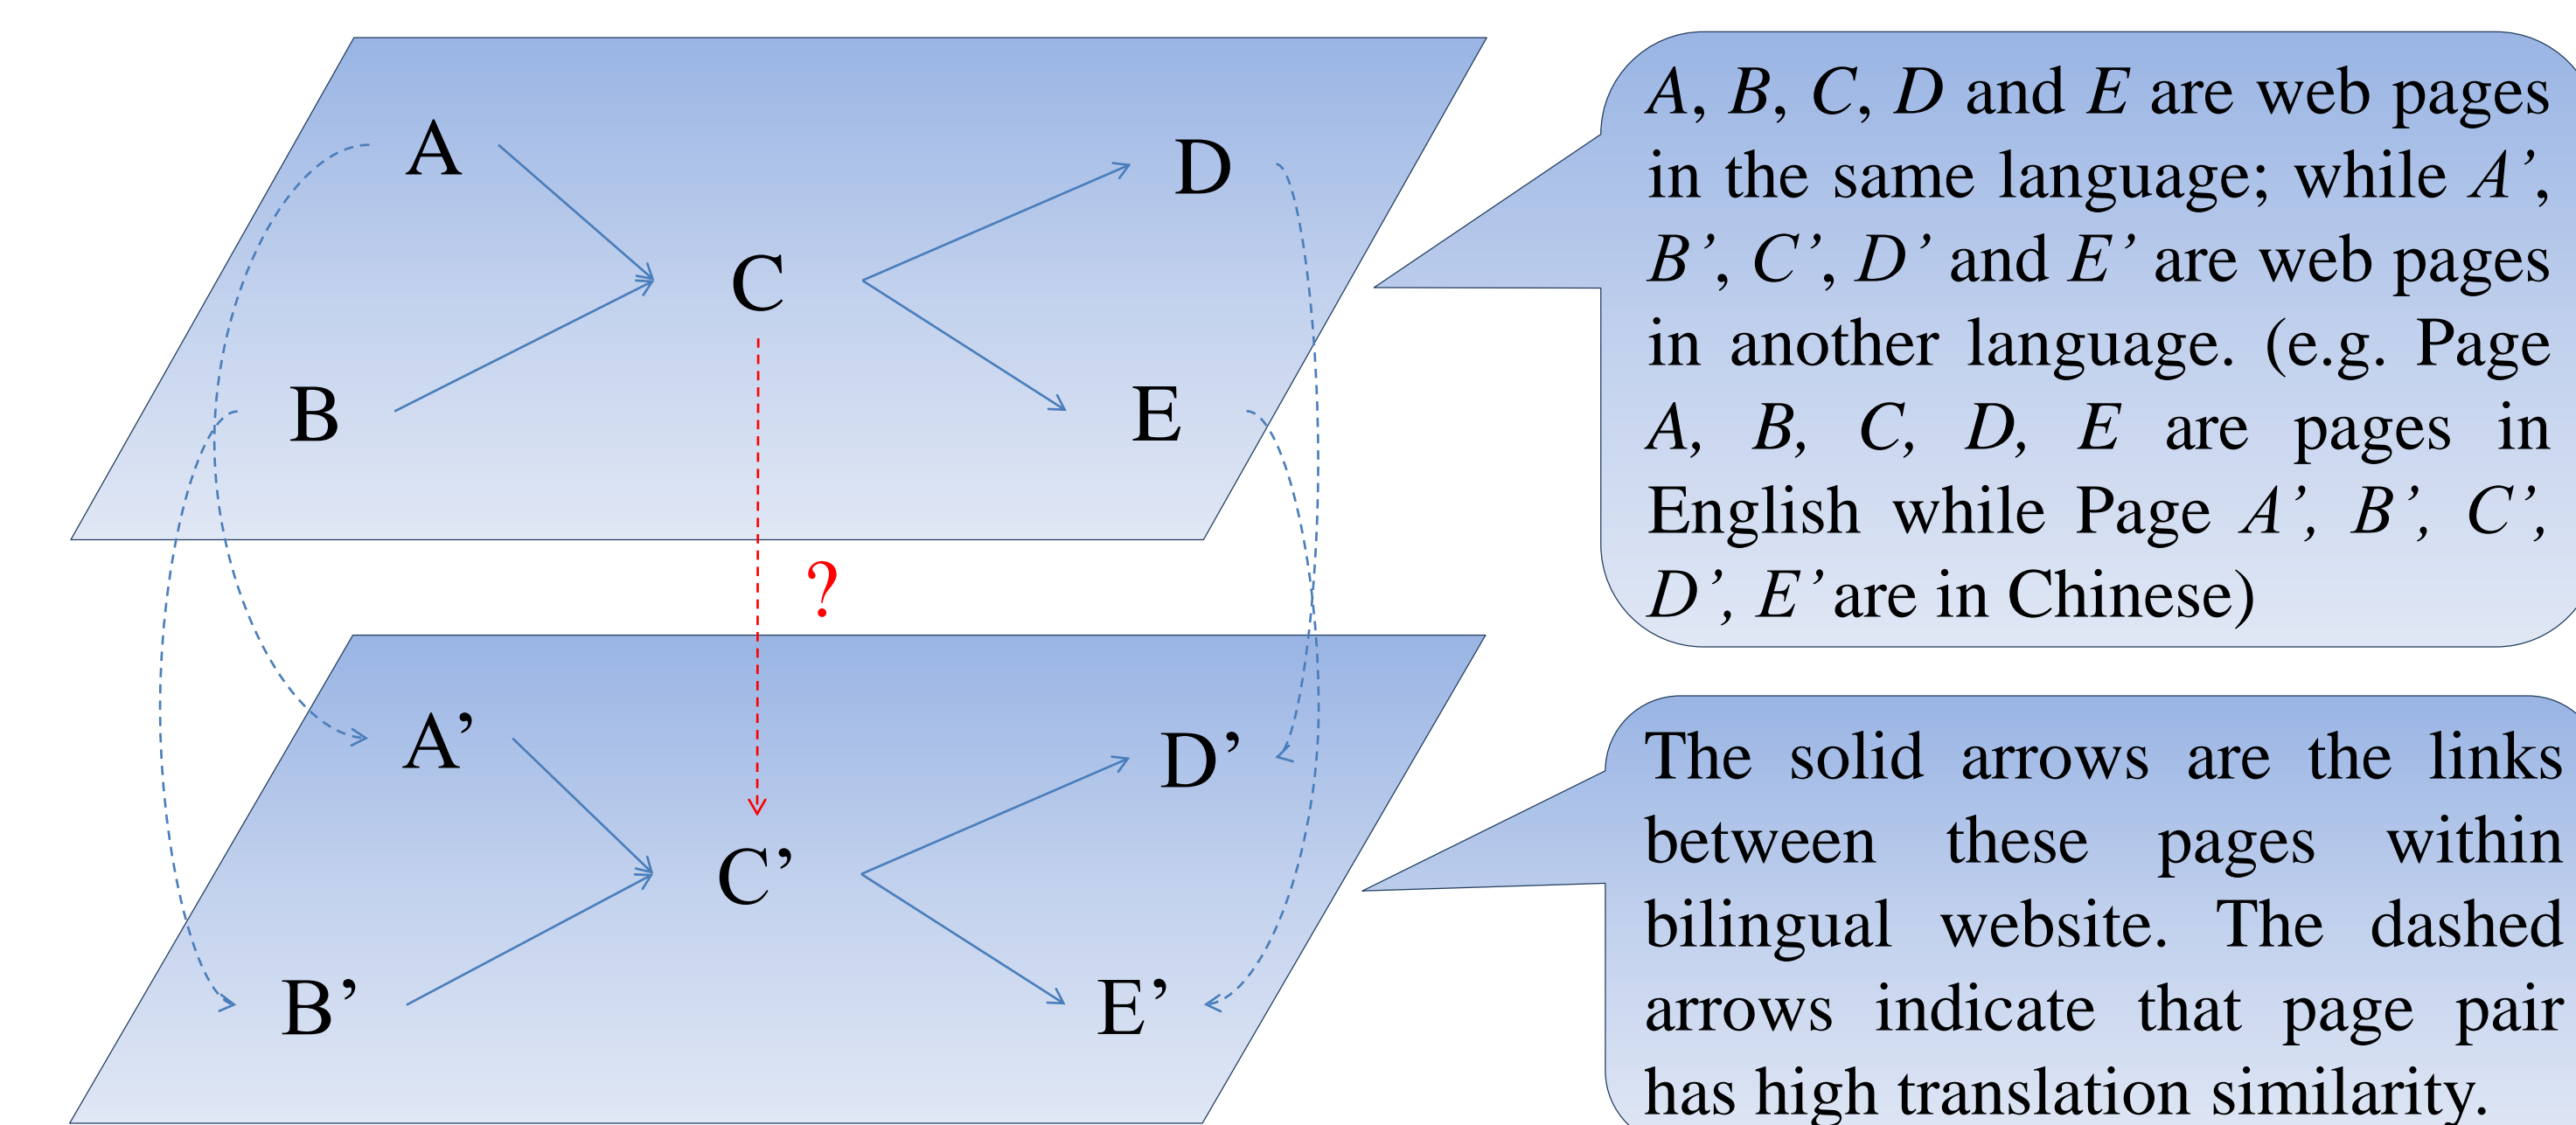 A
D
C
B
E
?
A’
D’
C’
B’
E’
A, B, C, D and E are web pages
in the same language; while A’,
B’, C’, D’ and E’ are web pages
in another language. (e.g. Page
A, B, C, D, E are pages in
English while Page A’, B’, C’,
D’, E’ are in Chinese)
The solid arrows are the links
between these pages within
bilingual website. The dashed
arrows indicate that page pair
has high translation similarity.